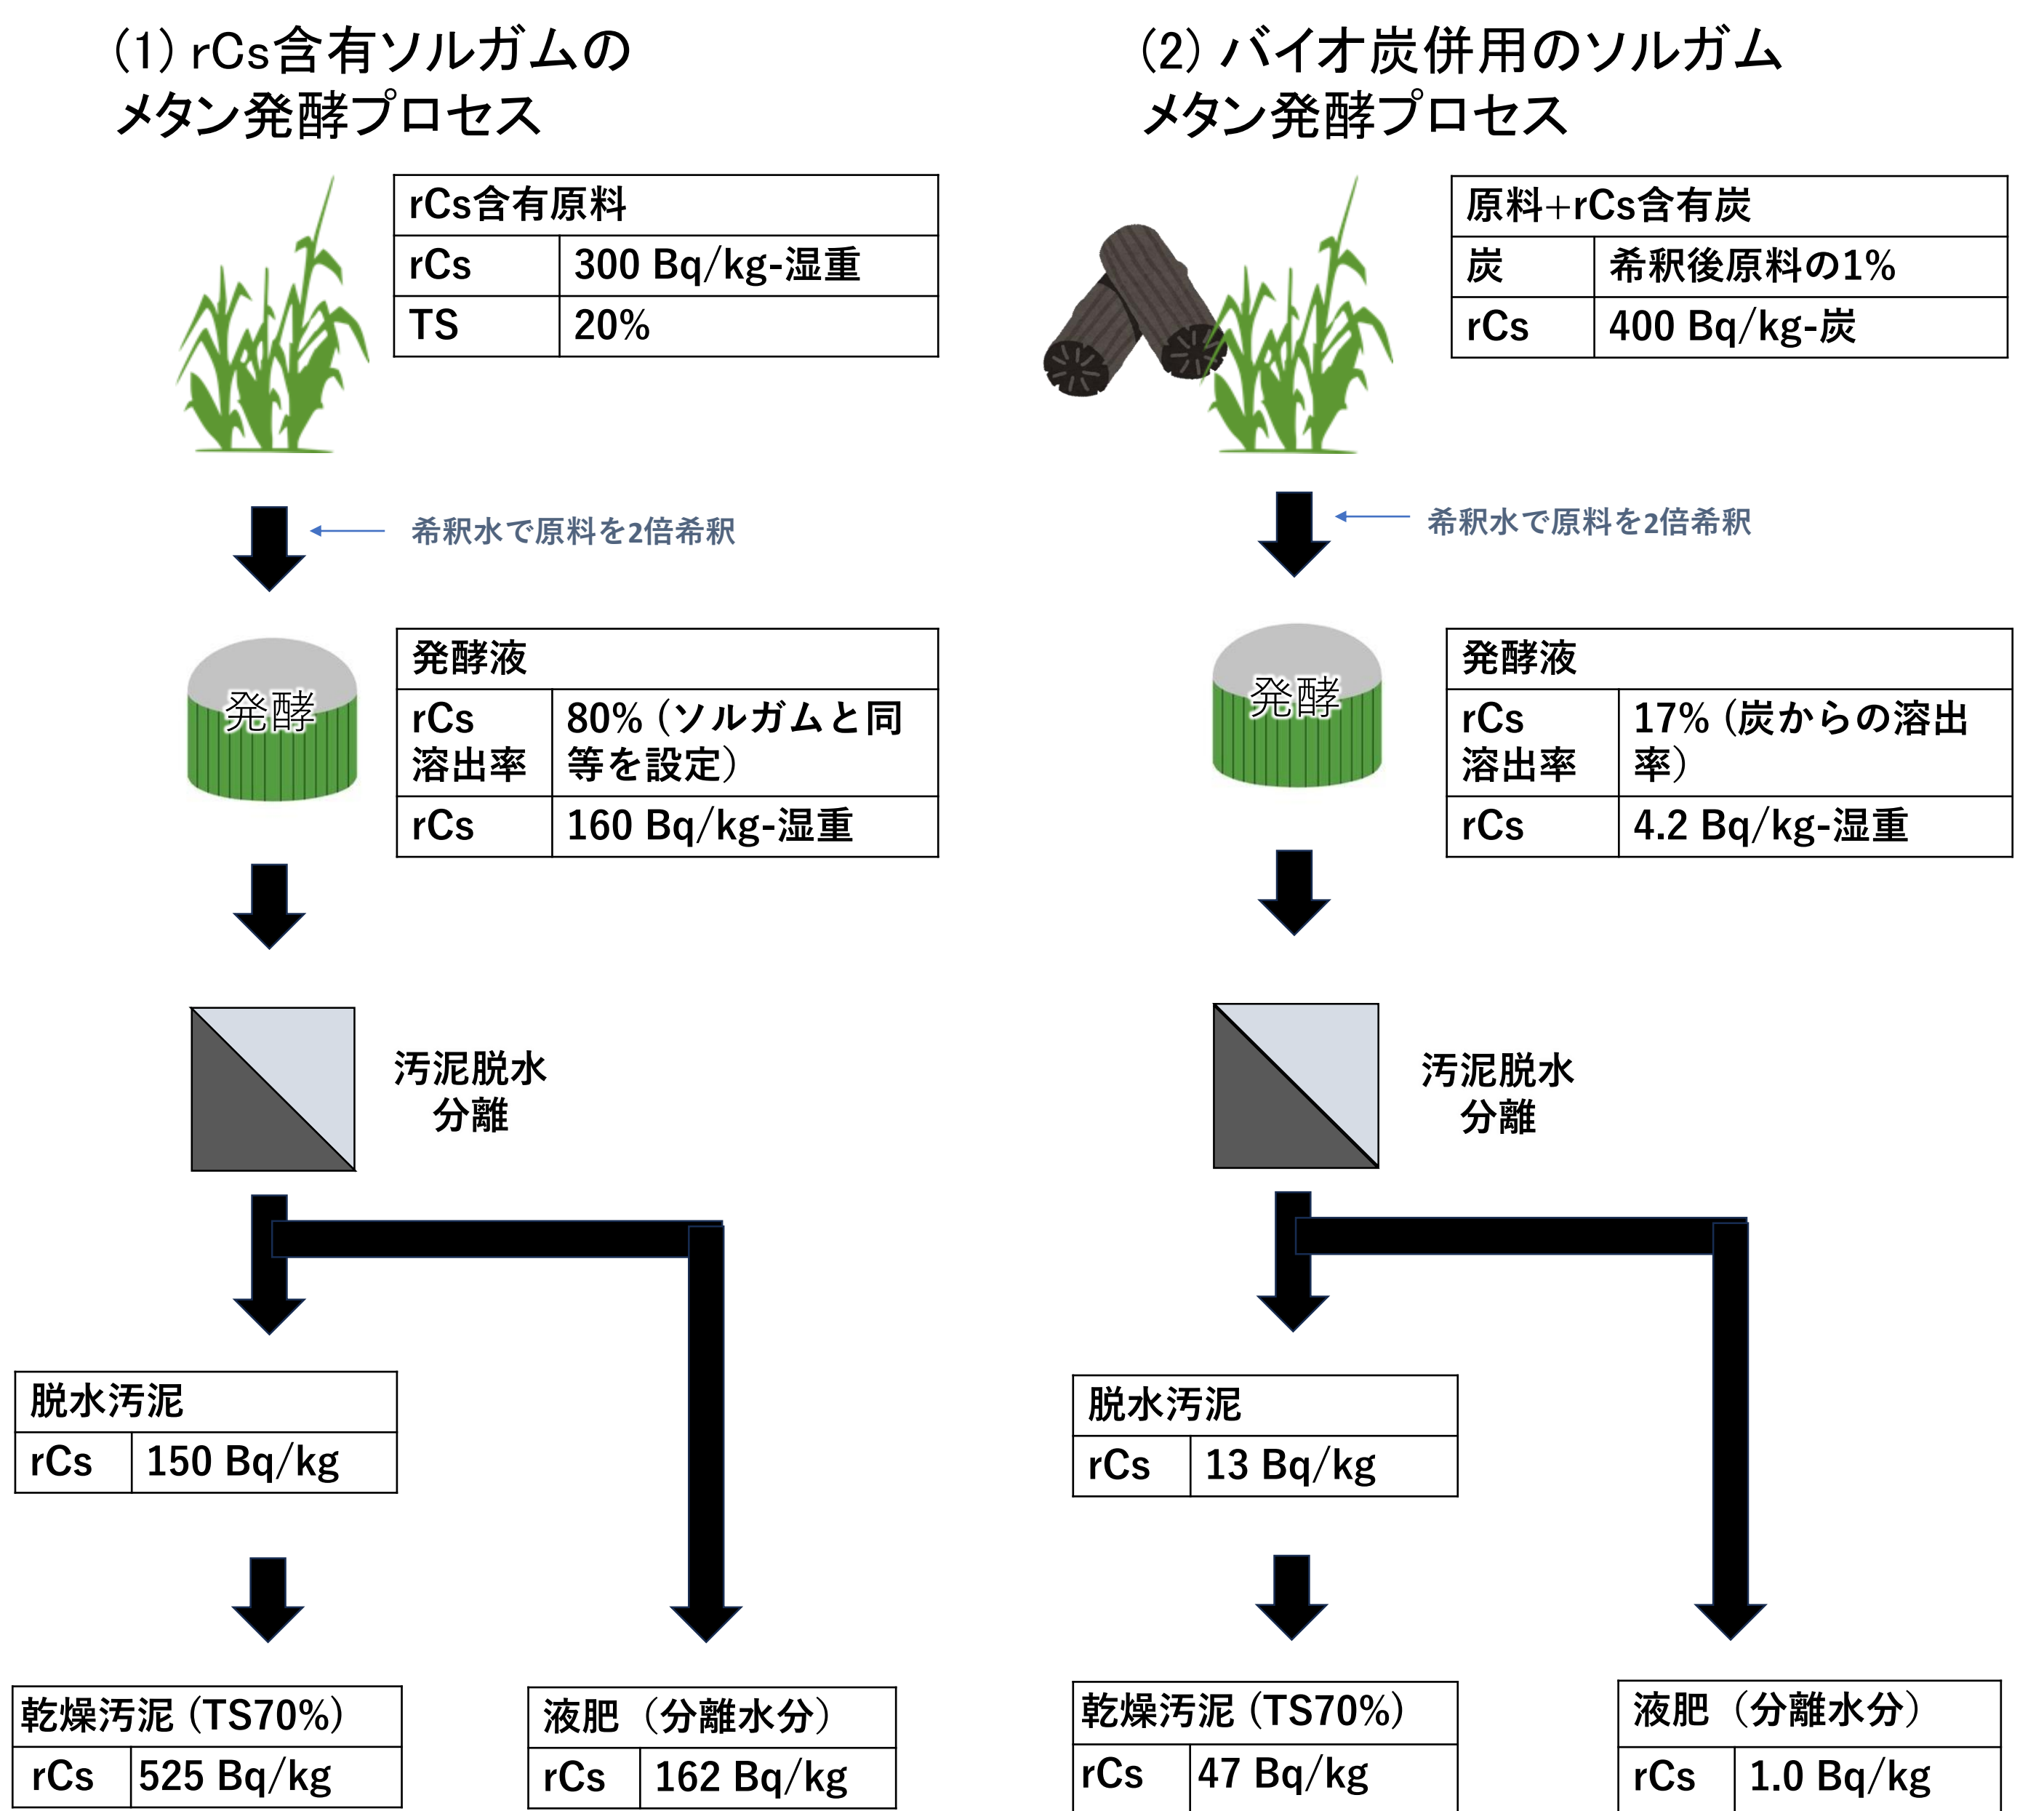 (1) rCs含有ソルガムの
メタン発酵プロセス
rCs含有原料
rCs 300 Bq/kg-湿重
TS 20%
希釈水で原料を2倍希釈
発酵
発酵液
rCs
溶出率
80% (ソルガムと同
等を設定)
rCs 160 Bq/kg-湿重
汚泥脱水
分離
脱水汚泥
rCs 150 Bq/kg
乾燥汚泥 (TS70%)
rCs 525 Bq/kg
液肥 (分離水分)
rCs 162 Bq/kg
(2) バイオ炭併用のソルガム
メタン発酵プロセス
原料+rCs含有炭
炭 希釈後原料の1%
rCs 400 Bq/kg-炭
希釈水で原料を2倍希釈
発酵
発酵液
rCs
溶出率
17% (炭からの溶出
率)
rCs 4.2 Bq/kg-湿重
汚泥脱水
分離
脱水汚泥
rCs 13 Bq/kg
乾燥汚泥 (TS70%)
rCs 47 Bq/kg
液肥 (分離水分)
rCs 1.0 Bq/kg